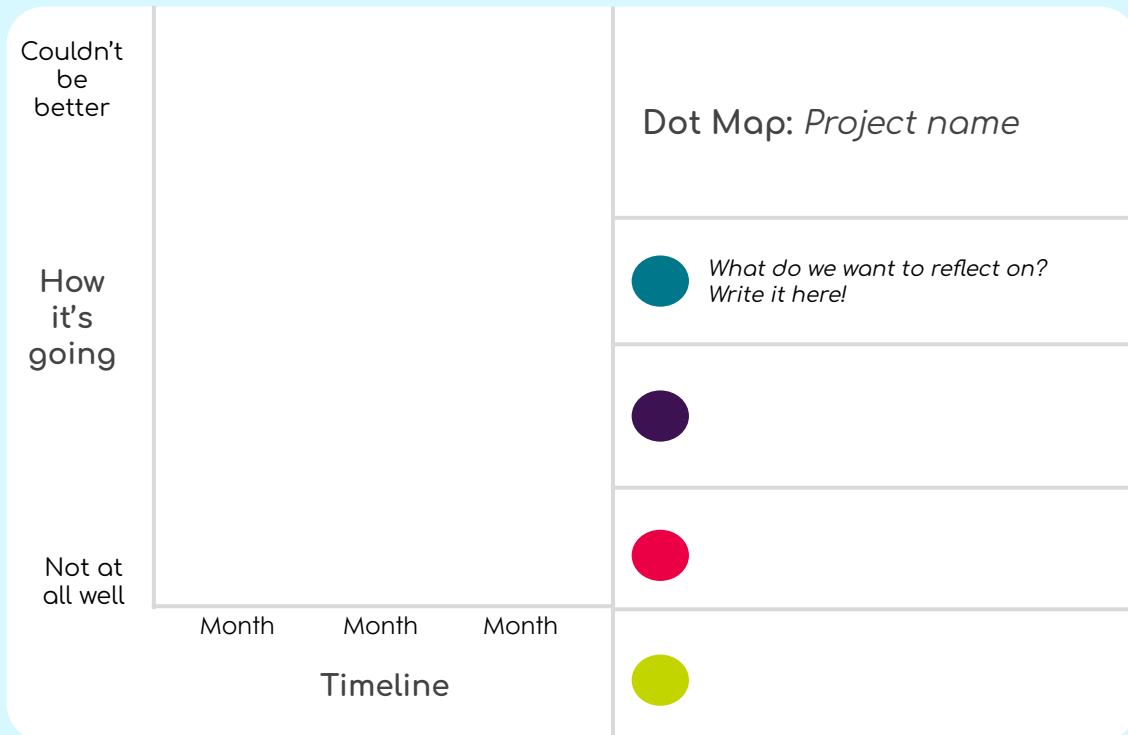 Couldn't
be
better
How
it's
going
Not at
all well
Month Month Month
Timeline
Dot Map: Project name
What do we want to reflect on?
Write it here!